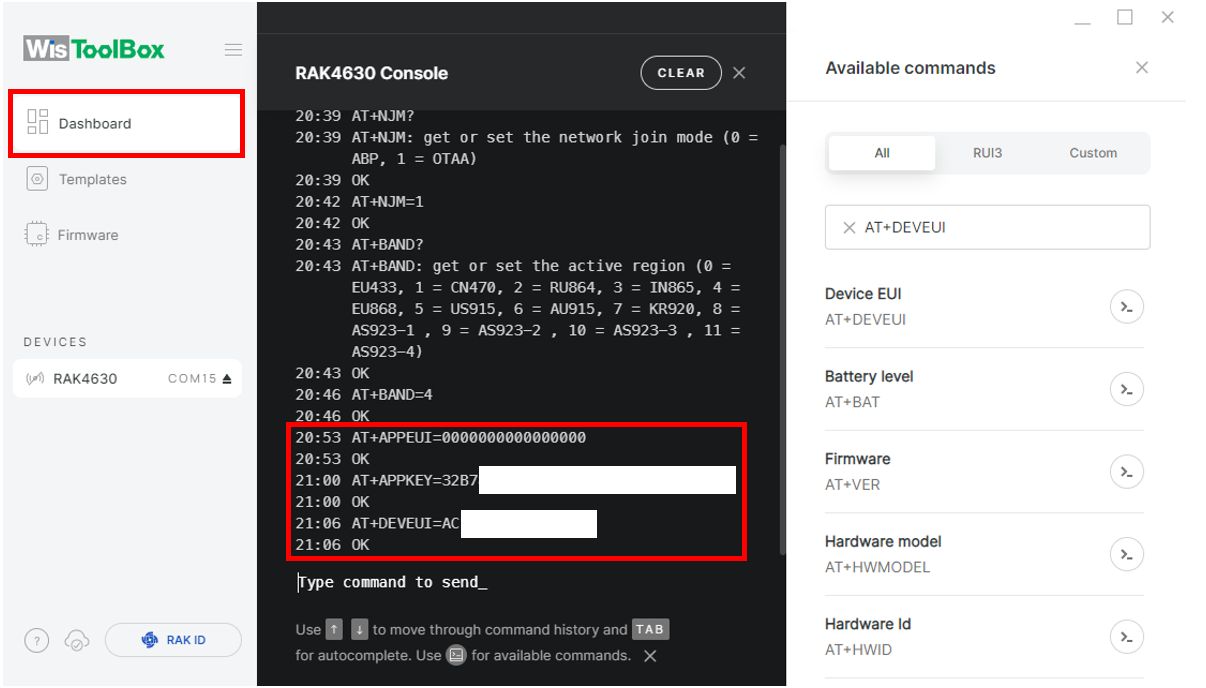 WisToolBox
Dashboard
Templates
Firmware
DEVICES
RAK4630 COM15
?
RAK ID
RAK4630 Console
CLEAR
20:39 AT+NJM?
20:39 AT+NJM: get or set the network join mode (0 =
ABP, 1 = OTAA)
20:39 OK
20:42 AT+NJM=1
20:42 OK
20:43 AT+BAND?
20:43 AT+BAND: get or set the active region (0 =
EU433, 1 = CN470, 2 = RU864, 3 = IN865, 4 =
EU868, 5 = US915, 6 = AU915, 7 = KR920, 8 =
AS923-1 , 9 = AS923-2 , 10 = AS923-3 , 11 =
AS923-4)
20:43 OK
20:46 AT+BAND=4
20:46 OK
20:53 AT+APPEUI=0000000000000000
20:53 OK
21:00 AT+APPKEY=32B7
21:00 OK
21:06 AT+DEVEUI=AC
21:06 OK
Type command to send_
Use ↑ ↓ to move through command history and TAB
for autocomplete. Use for available commands.
Available commands
All RUI3 Custom
AT+DEVEUI
Device EUI
AT+DEVEUI
Battery level
AT+BAT
Firmware
AT+VER
Hardware model
AT+HWMODEL
Hardware Id
AT+HWID